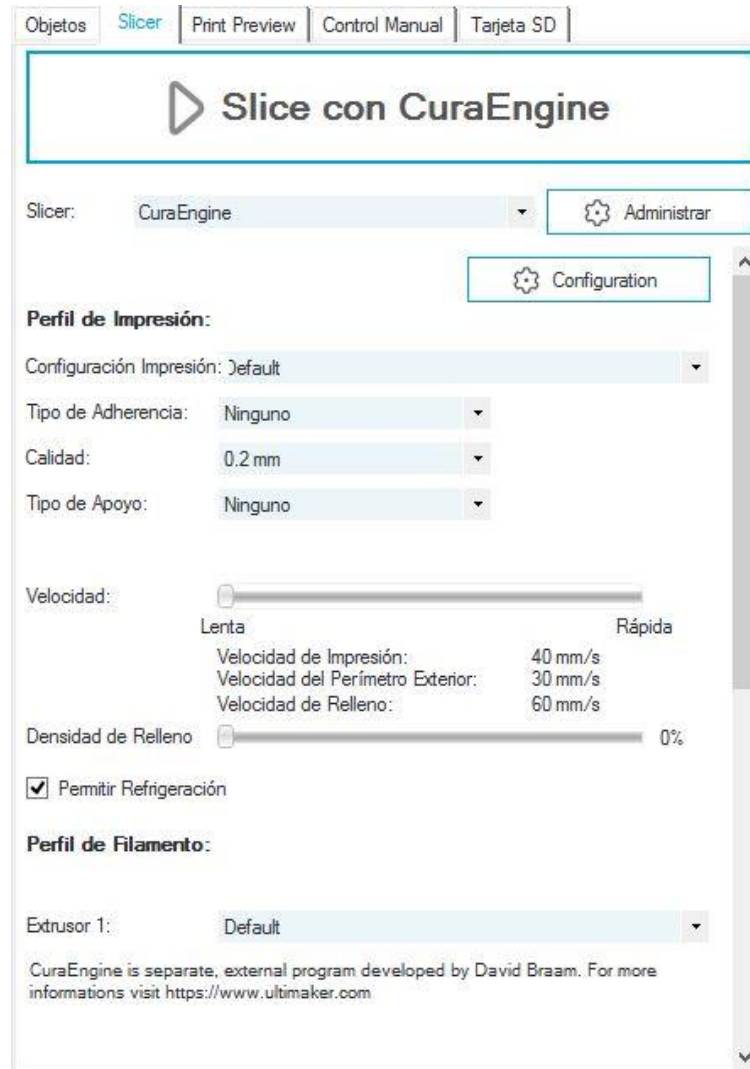 Objetos Slicer Print Preview Control Manual Tarjeta SD
Slice con CuraEngine
Slicer: CuraEngine Administrar
Configuration
Perfil de Impresión:
Configuración Impresión: Default
Tipo de Adherencia: Ninguno
Calidad: 0.2 mm
Tipo de Apoyo: Ninguno
Velocidad:
Lenta Rápida
Velocidad de Impresión: 40 mm/s
Velocidad del Perímetro Exterior: 30 mm/s
Velocidad de Relleno: 60 mm/s
Densidad de Relleno 0%
Permitir Refrigeración
Perfil de Filamento:
Extrusor 1: Default
CuraEngine is separate, external program developed by David Braam. For more
informations visit https://www.ultimaker.com